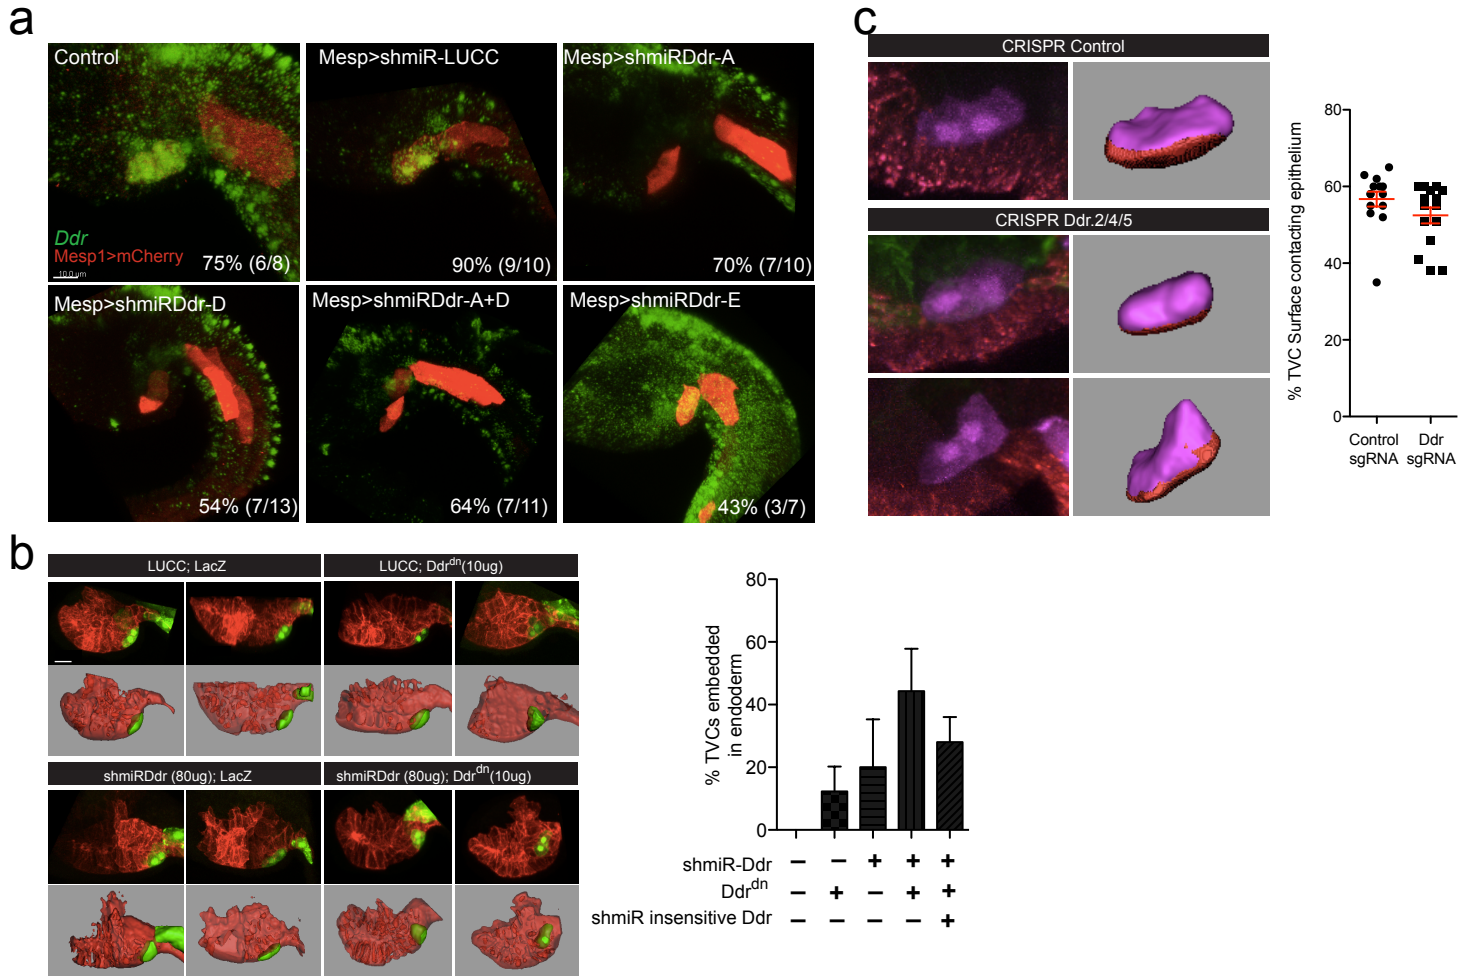 a
Control
Ddr
Mesp1>mCherry
10.0 um
75% (6/8)
Mesp>shmiR-LUCC
90% (9/10)
Mesp>shmiRDdr-A
70% (7/10)
Mesp>shmiRDdr-D
54% (7/13)
Mesp>shmiRDdr-A+D
64% (7/11)
Mesp>shmiRDdr-E
43% (3/7)
b
LUCC; LacZ
LUCC; Ddrdn(10ug)
shmiRDdr (80ug); LacZ
shmiRDdr (80ug); Ddrdn(10ug)
% TVCs embedded
in endoderm
80
60
40
20
0
shmiR-Ddr – – + + +
Ddrdn – + – + +
shmiR insensitive Ddr – – – – +
c
CRISPR Control
CRISPR Ddr.2/4/5
% TVC Surface contacting epithelium
80
60
40
20
0
Control
sgRNA
Ddr
sgRNA